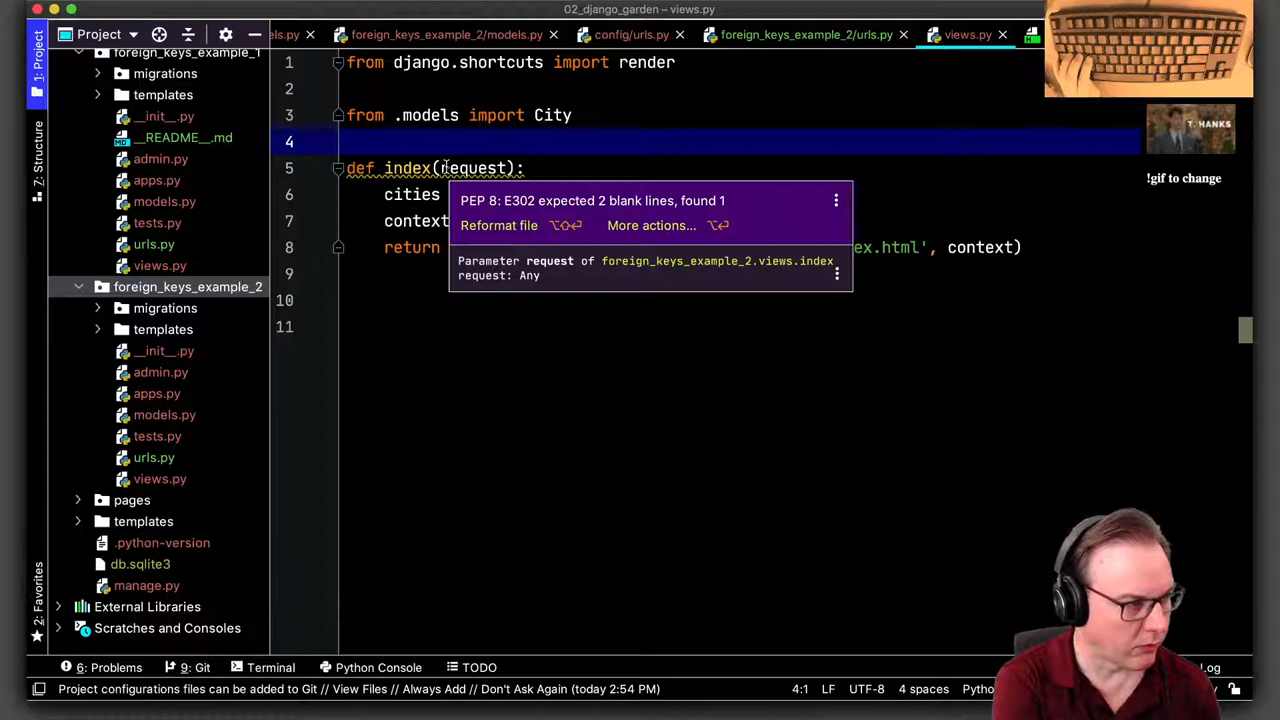 02_django_garden – views.py
Project
els.py
foreign_keys_example_2/models.py
config/urls.py
foreign_keys_example_2/urls.py
views.py
1: Project
7: Structure
2: Favorites
foreign_keys_example_1
migrations
templates
__init__.py
__README__.md
admin.py
apps.py
models.py
tests.py
urls.py
views.py
foreign_keys_example_2
migrations
templates
__init__.py
admin.py
apps.py
models.py
tests.py
urls.py
views.py
pages
templates
.python-version
db.sqlite3
manage.py
External Libraries
Scratches and Consoles
1 from django.shortcuts import render
2
3 from .models import City
4
5 def index(request):
6 cities
7 context
8 return ex.html', context)
9
10
11
PEP 8: E302 expected 2 blank lines, found 1
Reformat file ⌥⇧⏎ More actions... ⌥⏎
Parameter request of foreign_keys_example_2.views.index
request: Any
T. HANKS
!gif to change
6: Problems
9: Git
Terminal
Python Console
TODO
Log
Project configurations files can be added to Git // View Files // Always Add // Don't Ask Again (today 2:54 PM)
4:1 LF UTF-8 4 spaces Pytho